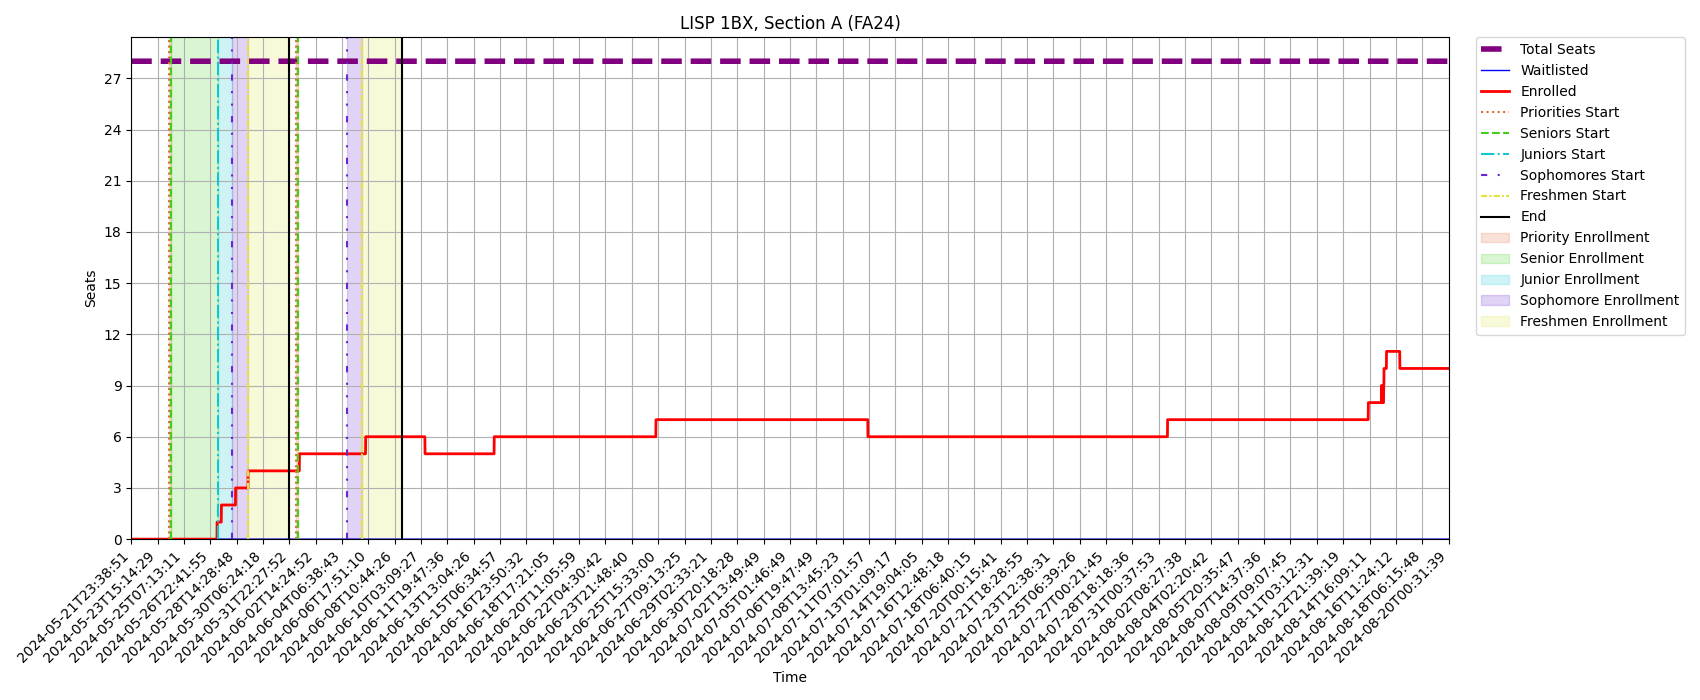 LISP 1BX, Section A (FA24)
Seats
27
24
21
18
15
12
9
6
3
0
2024-05-21T23:38:51
2024-05-23T15:14:29
2024-05-25T07:13:11
2024-05-26T22:41:55
2024-05-28T14:28:48
2024-05-30T06:24:18
2024-05-31T22:27:52
2024-06-02T14:24:52
2024-06-04T06:38:43
2024-06-06T17:51:10
2024-06-08T10:44:26
2024-06-10T03:09:27
2024-06-11T19:47:36
2024-06-13T13:04:26
2024-06-15T06:34:57
2024-06-16T23:50:32
2024-06-18T17:21:05
2024-06-20T11:05:59
2024-06-22T04:30:42
2024-06-23T21:48:40
2024-06-25T15:33:00
2024-06-27T09:13:25
2024-06-29T02:33:21
2024-06-30T20:18:28
2024-07-02T13:49:49
2024-07-05T01:46:49
2024-07-06T19:47:49
2024-07-08T13:45:23
2024-07-11T07:01:57
2024-07-13T01:09:17
2024-07-14T19:04:05
2024-07-16T12:48:18
2024-07-18T06:40:15
2024-07-20T00:15:41
2024-07-21T18:28:55
2024-07-23T12:38:31
2024-07-25T06:39:26
2024-07-27T00:21:45
2024-07-28T18:18:36
2024-07-31T00:37:53
2024-08-02T08:27:38
2024-08-04T02:20:42
2024-08-05T20:35:47
2024-08-07T14:37:36
2024-08-09T09:07:45
2024-08-11T03:12:31
2024-08-12T21:39:19
2024-08-14T16:09:11
2024-08-16T11:24:12
2024-08-18T06:15:48
2024-08-20T00:31:39
Time
Total Seats
Waitlisted
Enrolled
Priorities Start
Seniors Start
Juniors Start
Sophomores Start
Freshmen Start
End
Priority Enrollment
Senior Enrollment
Junior Enrollment
Sophomore Enrollment
Freshmen Enrollment